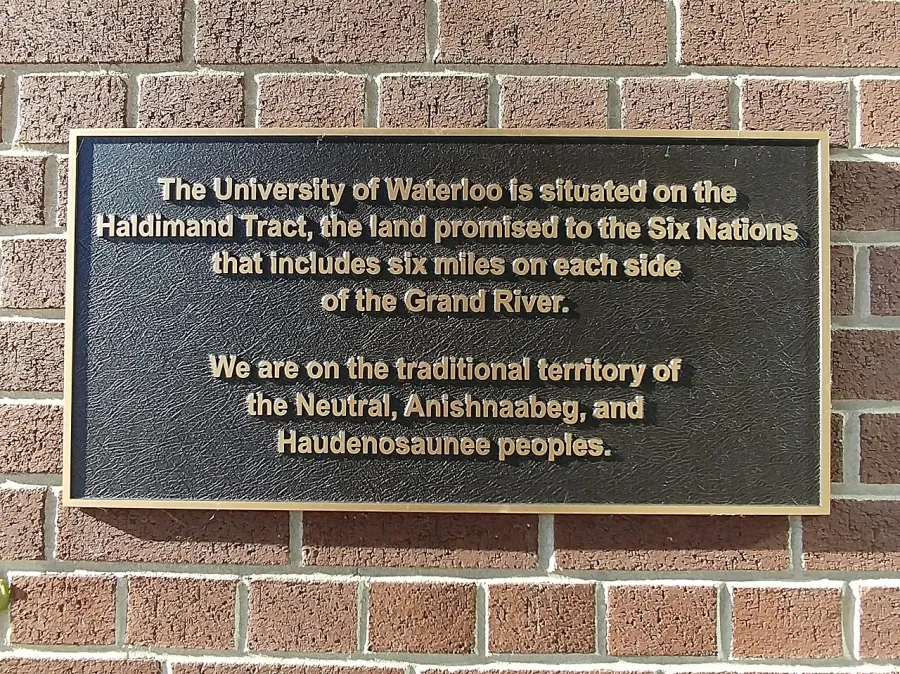 The University of Waterloo is situated on the
Haldimand Tract, the land promised to the Six Nations
that includes six miles on each side
of the Grand River.
We are on the traditional territory of
the Neutral, Anishnaabeg, and
Haudenosaunee peoples.